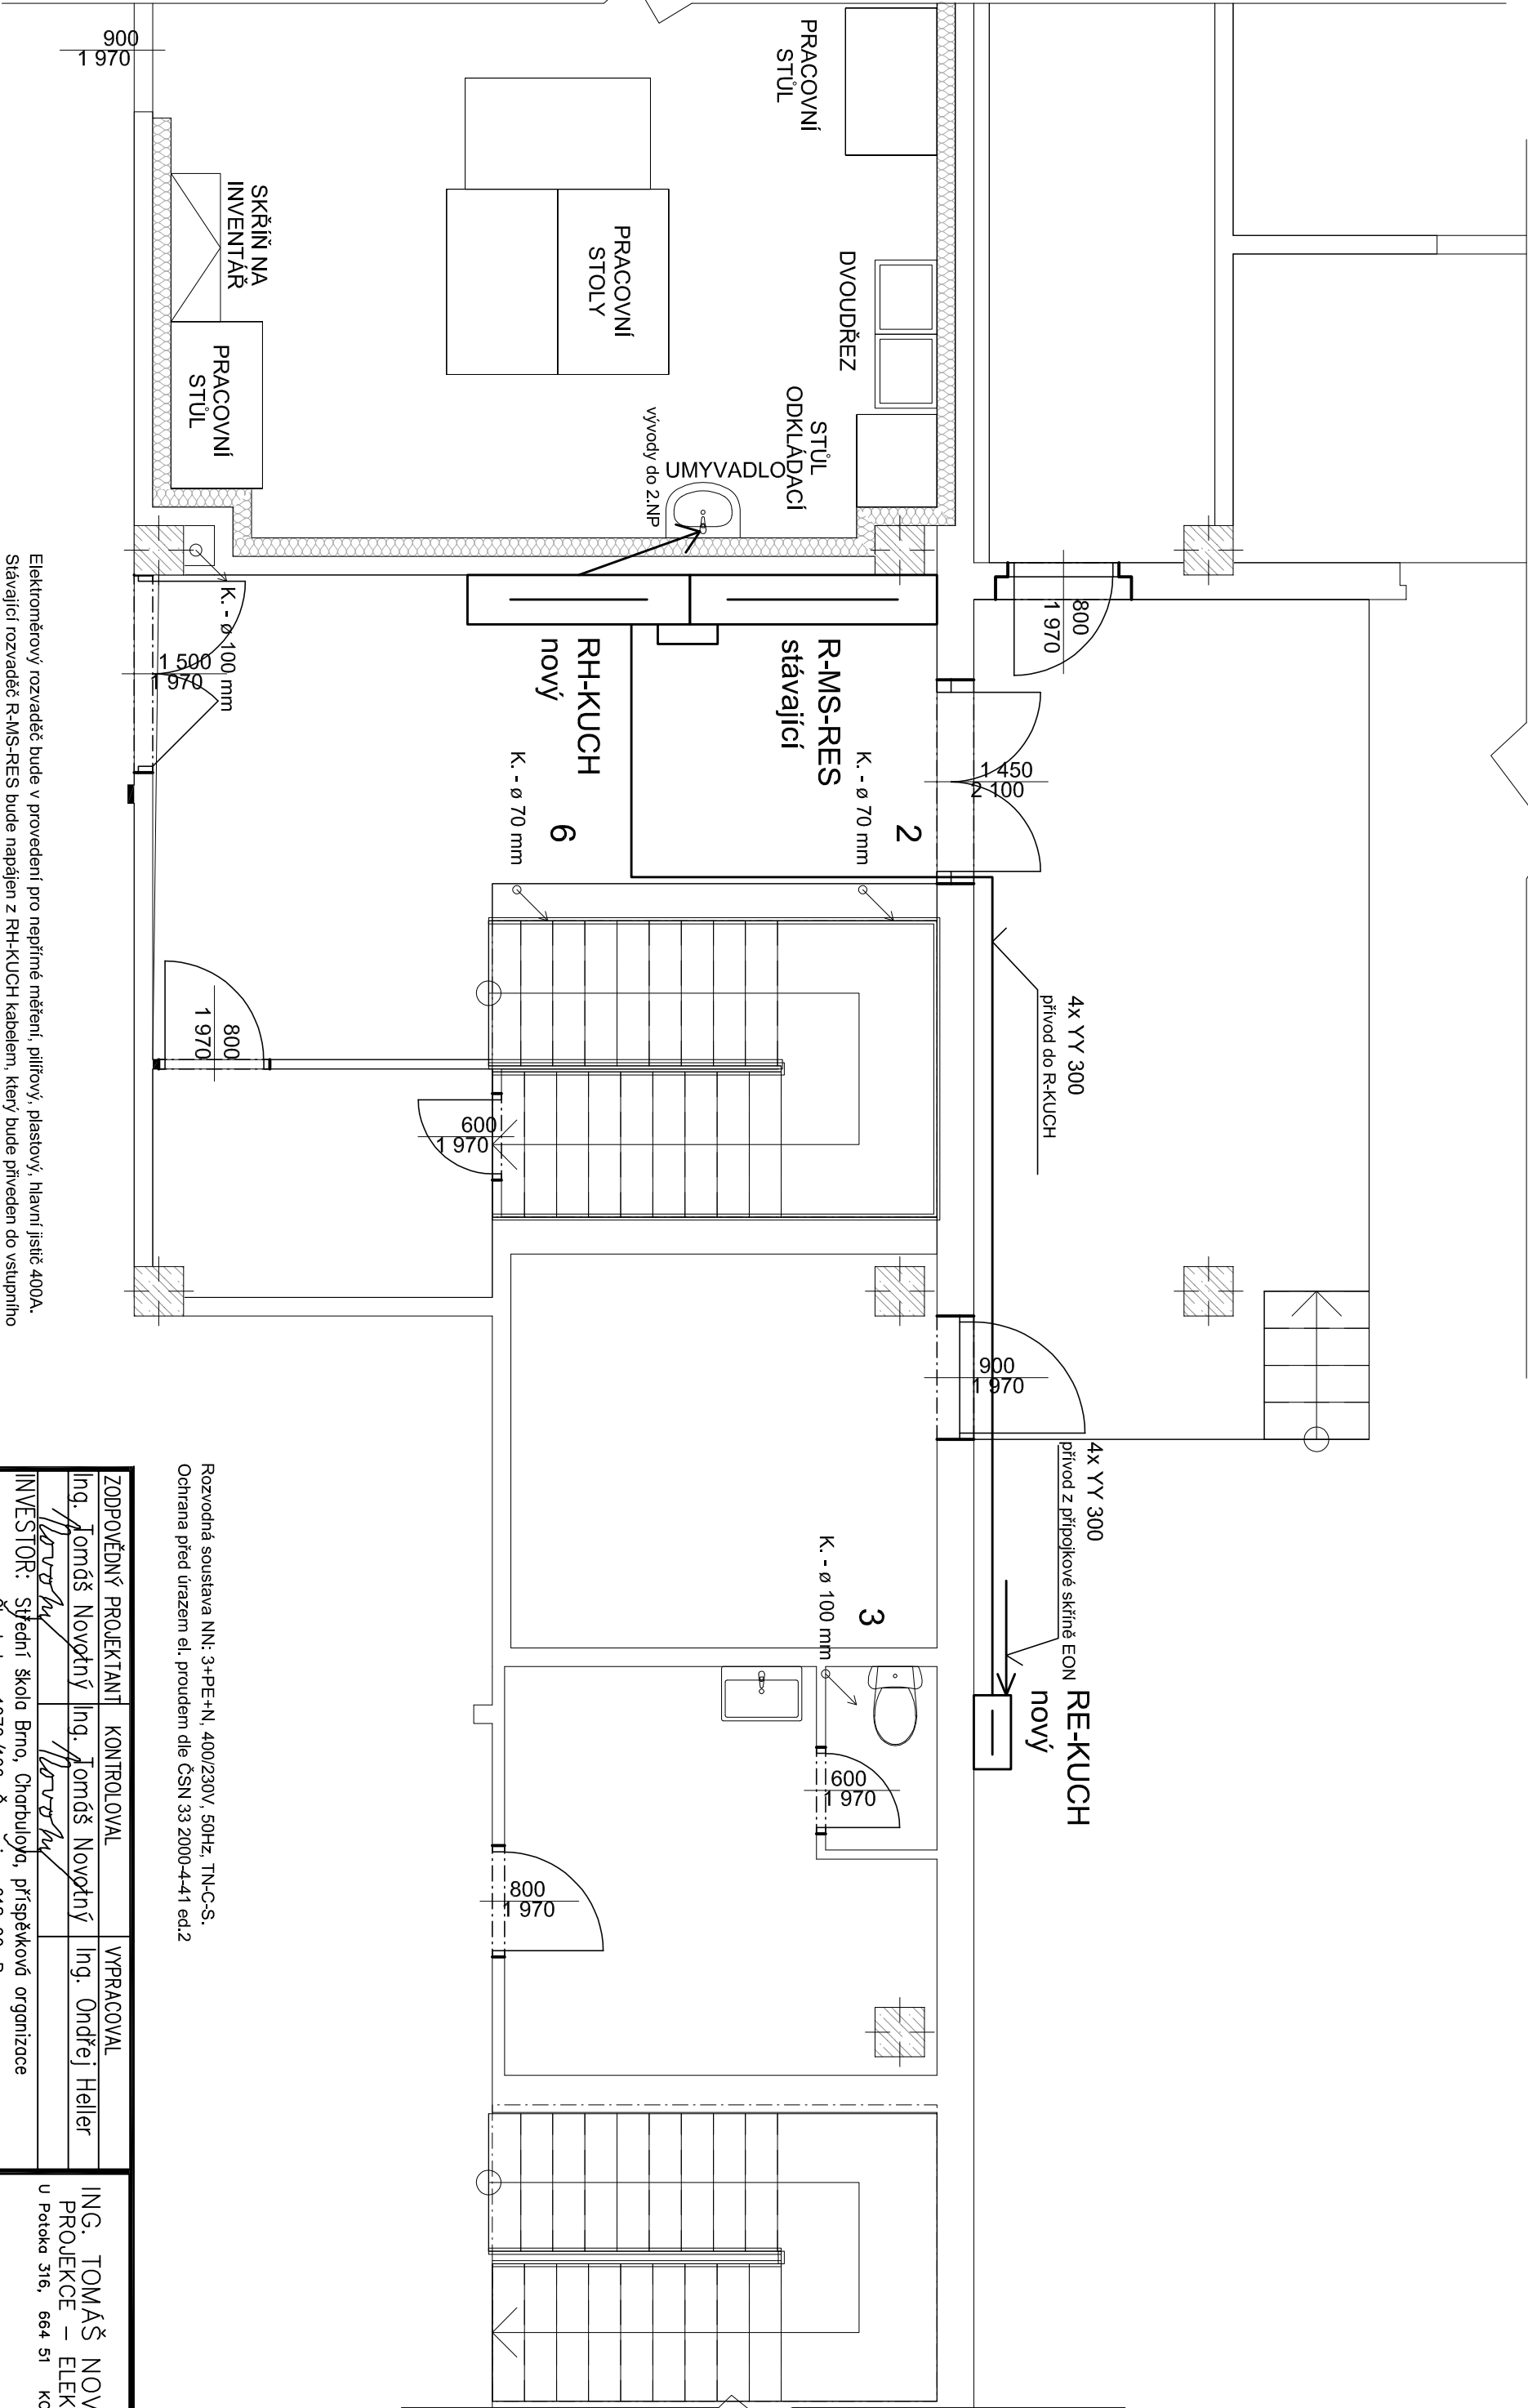 900
1 970
PRACOVNÍ
STŮL
SKŘÍŇ NA
INVENTÁŘ
PRACOVNÍ
STOLY
DVOUDŘEZ
PRACOVNÍ
STŮL
STŮL
ODKLÁDACÍ
UMYVADLO
vývody do 2.NP
K. - ø 100 mm
1 500
1 970
RH-KUCH
nový
R-MS-RES
stávající
800
1 970
1 450
2 100
K. - ø 70 mm
6
K. - ø 70 mm
2
800
1 970
600
1 970
4x YY 300
přívod do R-KUCH
900
1 970
4x YY 300
přívod z přípojkové skříně EON
RE-KUCH
nový
K. - ø 100 mm
3
600
1 970
800
1 970
Elektroměrový rozvaděč bude v provedení pro nepřímé měření, pilířový, plastový, hlavní jistič 400A.
Stávající rozvaděč R-MS-RES bude napájen z RH-KUCH kabelem, který bude přiveden do vstupního
Rozvodná soustava NN: 3+PE+N, 400/230V, 50Hz, TN-C-S.
Ochrana před úrazem el. proudem dle ČSN 33 2000-4-41 ed.2
ZODPOVĚDNÝ PROJEKTANT
KONTROLOVAL
VYPRACOVAL
Ing. Tomáš Novotný
Ing. Tomáš Novotný
Ing. Ondřej Heller
Novotný
Novotný
INVESTOR: Střední škola Brno, Charbulova, příspěvková organizace
ING. TOMÁŠ NOV
PROJEKCE – ELEK
U Potoka 316, 664 51